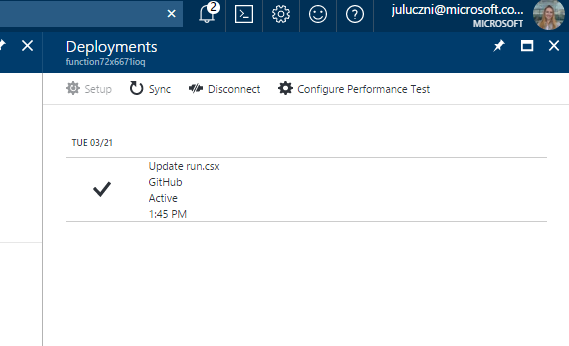 2
juluczni@microsoft.co...
MICROSOFT
Deployments
function72x6671ioq
Setup Sync Disconnect Configure Performance Test
TUE 03/21
Update run.csx
GitHub
Active
1:45 PM